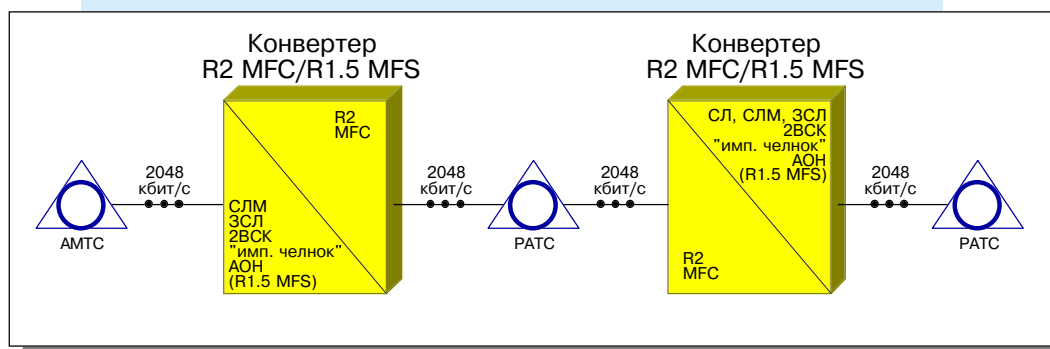 Конвертер
R2 MFC/R1.5 MFS
Конвертер
R2 MFC/R1.5 MFS
АМТС
2048
кбит/с
R2
MFC
СЛМ
ЗСЛ
2ВСК
"имп. челнок"
АОН
(R1.5 MFS)
2048
кбит/с
РАТС
2048
кбит/с
СЛ, СЛМ, ЗСЛ
2ВСК
"имп. челнок"
АОН
(R1.5 MFS)
R2
MFC
2048
кбит/с
РАТС